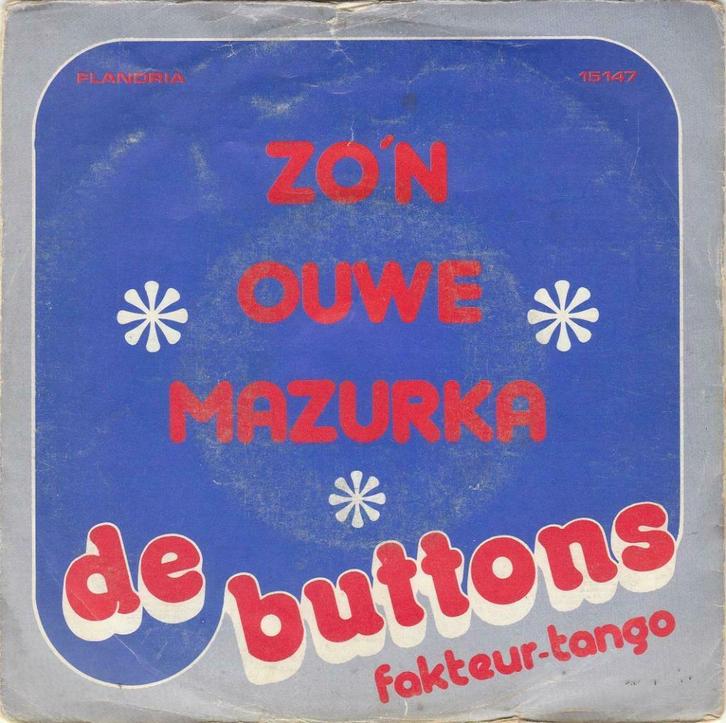 FLANDRIA 15147
ZO'N
OUWE
MAZURKA
de buttons
fakteur-tango